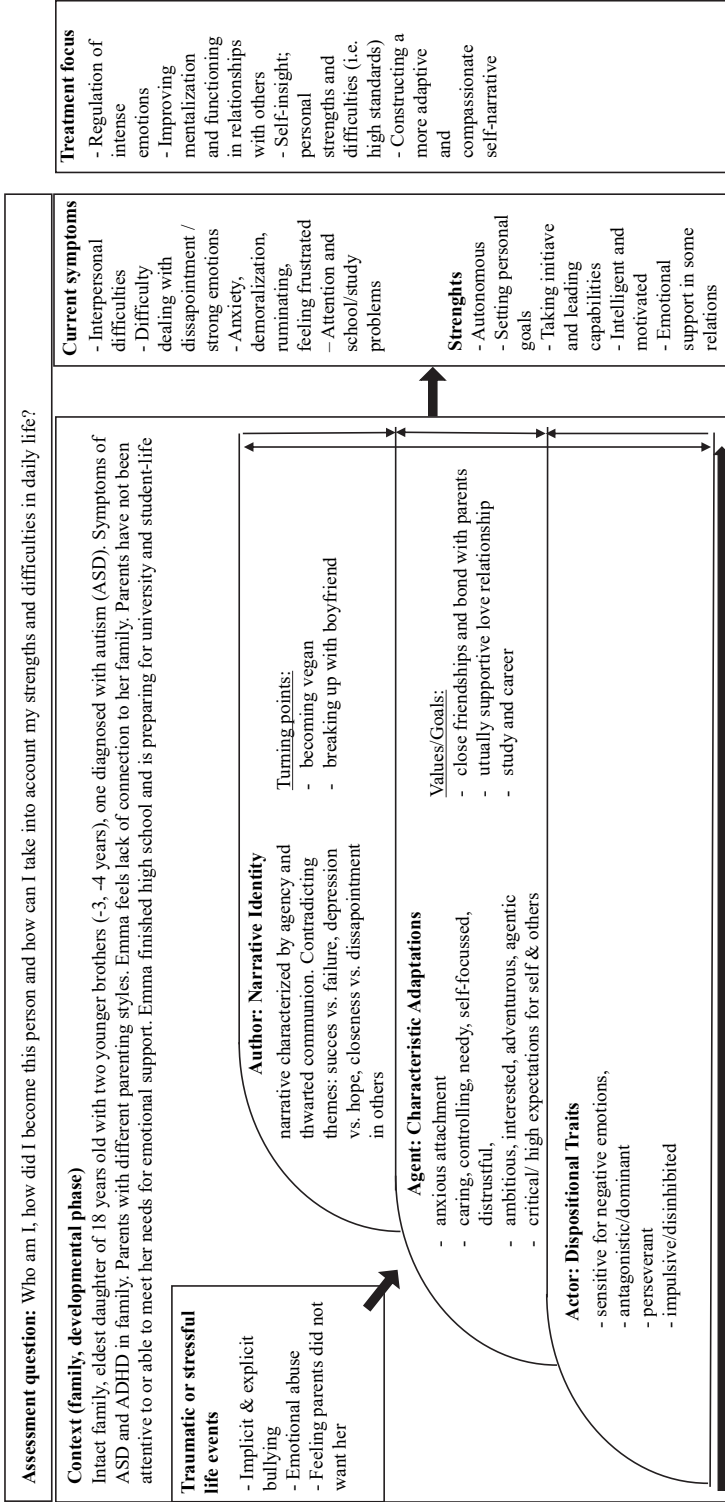 Assessment question: Who am I, how did I become this person and how can I take into account my strengths and difficulties in daily life?
Context (family, developmental phase)
Intact family, eldest daughter of 18 years old with two younger brothers (-3, -4 years), one diagnosed with autism (ASD). Symptoms of
ASD and ADHD in family. Parents with different parenting styles. Emma feels lack of connection to her family. Parents have not been
attentive to or able to meet her needs for emotional support. Emma finished high school and is preparing for university and student-life
Traumatic or stressful
life events
- Implicit & explicit
bullying
- Emotional abuse
- Feeling parents did not
want her
Author: Narrative Identity
narrative characterized by agency and
thwarted communion. Contradicting
themes: succes vs. failure, depression
vs. hope, closeness vs. dissapointment
in others
Turning points:
- becoming vegan
- breaking up with boyfriend
Agent: Characteristic Adaptations
- anxious attachment
- caring, controlling, needy, self-focussed,
distrustful,
- ambitious, interested, adventurous, agentic
- critical/ high expectations for self & others
Values/Goals:
- close friendships and bond with parents
- utually supportive love relationship
- study and career
Actor: Dispositional Traits
- sensitive for negative emotions,
- antagonistic/dominant
- perseverant
- impulsive/disinhibited
Current symptoms
- Interpersonal
difficulties
- Difficulty
dealing with
dissapointment /
strong emotions
- Anxiety,
demoralization,
ruminating,
feeling frustrated
– Attention and
school/study
problems
Strenghts
- Autonomous
- Setting personal
goals
- Taking initiave
and leading
capabilities
- Intelligent and
motivated
- Emotional
support in some
relations
Treatment focus
- Regulation of
intense
emotions
- Improving
mentalization
and functioning
in relationships
with others
- Self-insight;
personal
strengths and
difficulties (i.e.
high standards)
- Constructing a
more adaptive
and
compassionate
self-narrative